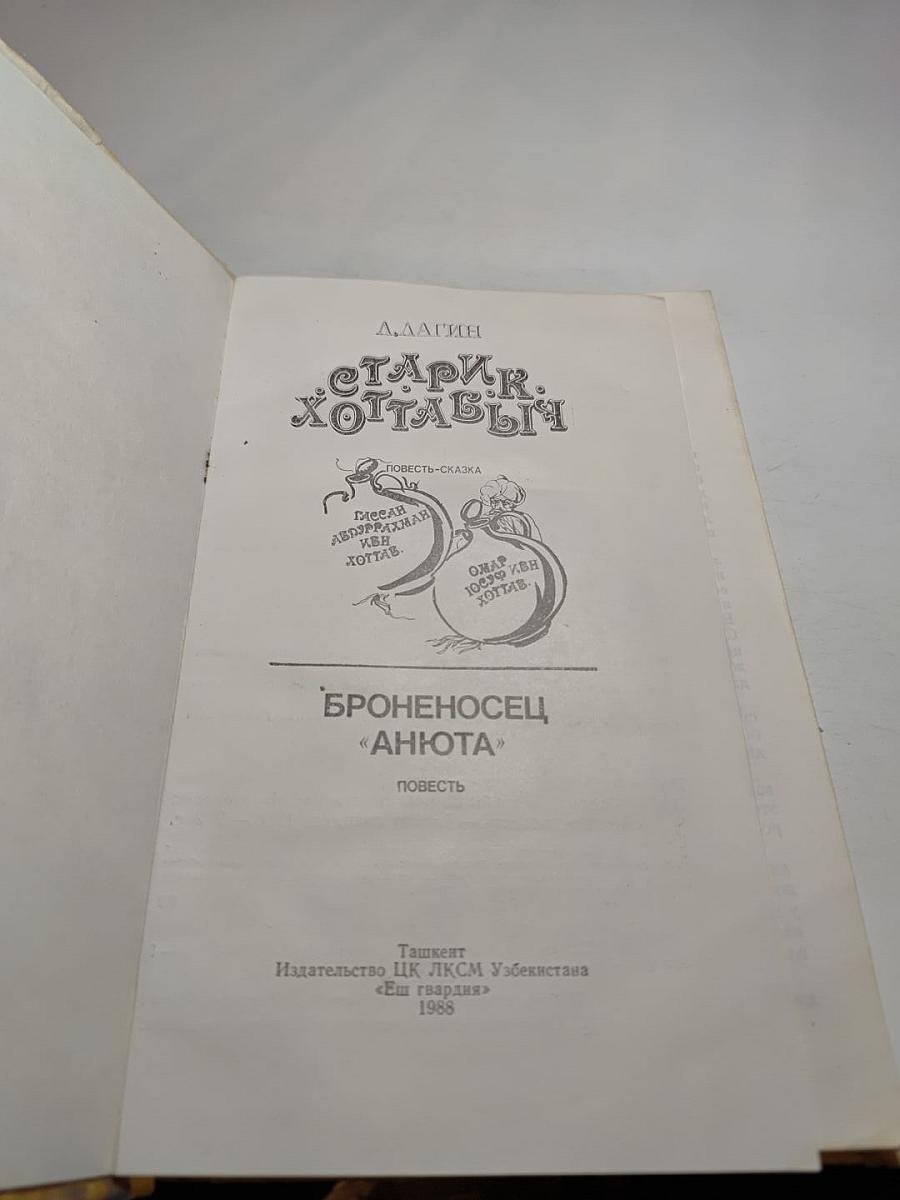 Л. ЛАГИН
СТАРИК
ХОТТАБЫЧ
ПОВЕСТЬ-СКАЗКА
ГАССАН
АБДУРРАХМАН
ИБН
ХОТТАБ.
ОМАР
ЮСУФ ИБН
ХОТТАБ.
БРОНЕНОСЕЦ
«АНЮТА»
ПОВЕСТЬ
Ташкент
Издательство ЦК ЛКСМ Узбекистана
«Еш гвардия»
1988